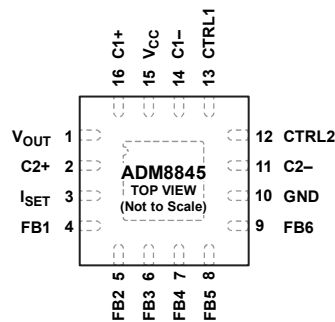 16 C1+
15 VCC
14 C1–
13 CTRL1
VOUT 1
C2+ 2
ISET 3
FB1 4
ADM8845
TOP VIEW
(Not to Scale)
12 CTRL2
11 C2–
10 GND
9 FB6
FB2 5
FB3 6
FB4 7
FB5 8